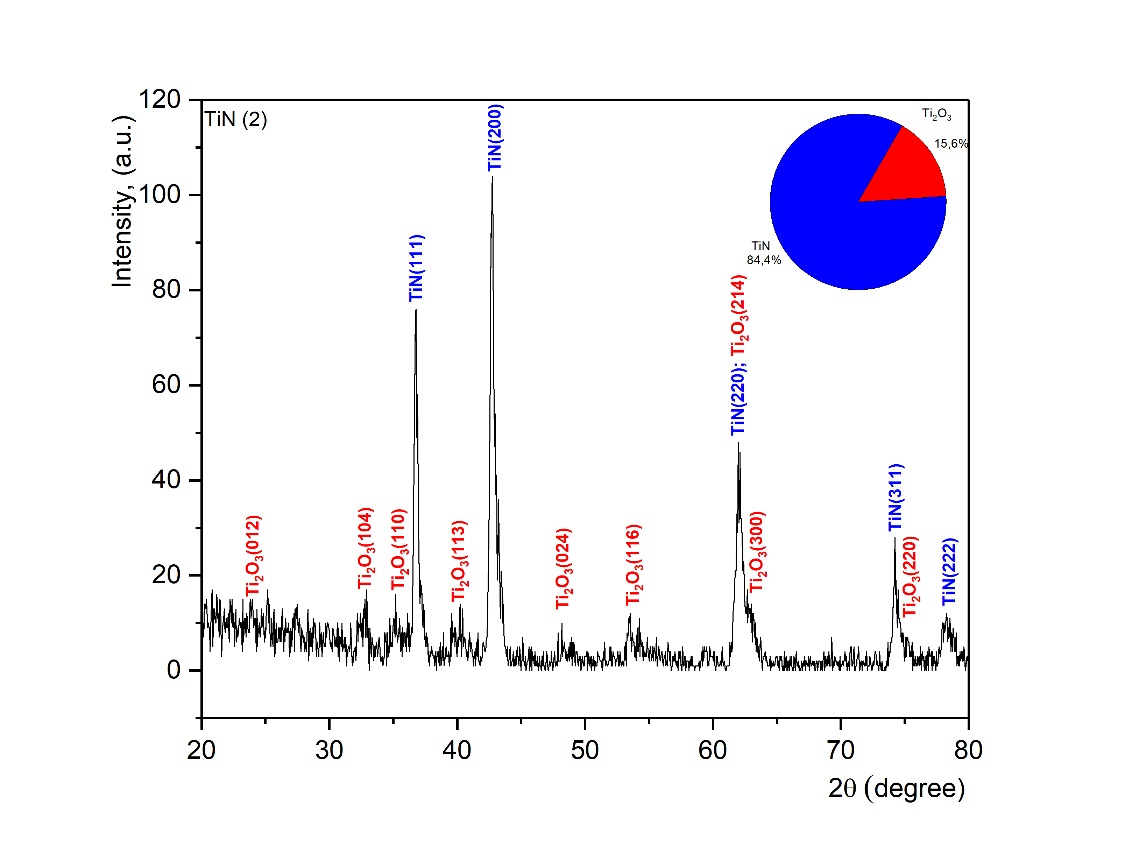 TiN (2)
Intensity, (a.u.)
120
100
80
60
40
20
0
20
30
40
50
60
70
80
2θ (degree)
Ti₂O₃(012)
Ti₂O₃(104)
Ti₂O₃(110)
TiN(111)
Ti₂O₃(113)
TiN(200)
Ti₂O₃(024)
Ti₂O₃(116)
TiN(220); Ti₂O₃(214)
Ti₂O₃(300)
TiN(311)
Ti₂O₃(220)
TiN(222)
Ti₂O₃
15,6%
TiN
84,4%